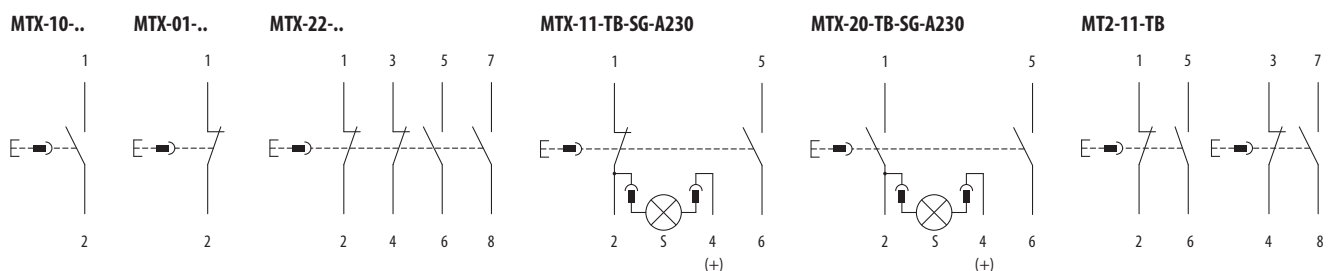 MTX-10-.. MTX-01-.. MTX-22-.. MTX-11-TB-SG-A230 MTX-20-TB-SG-A230 MT2-11-TB
1 1 1 3 5 7 1 5 1 5 1 5 3 7
2 2 2 4 6 8 2 S 4 6 2 S 4 6 2 6 4 8
(+) (+)